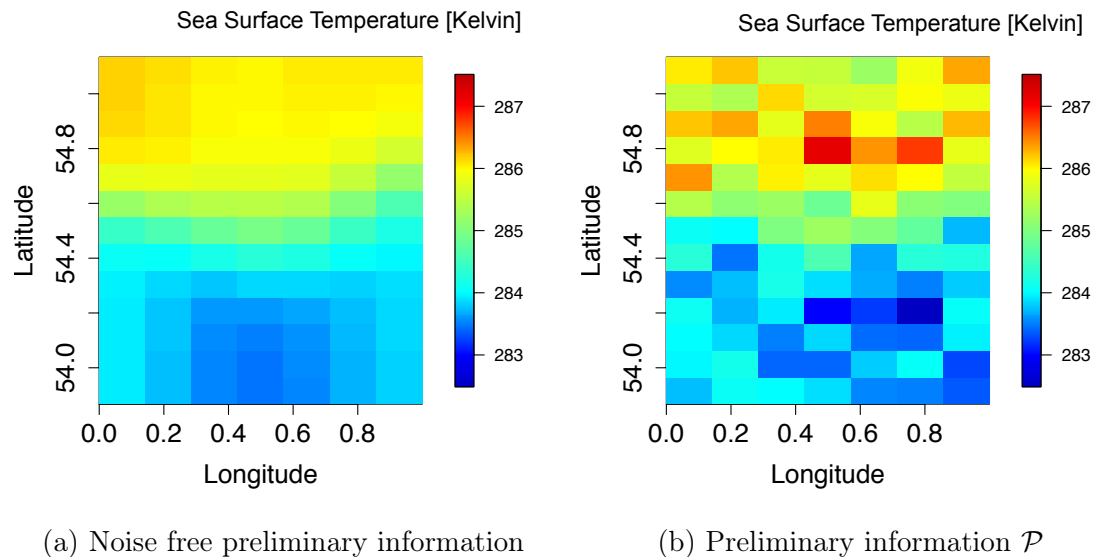 Sea Surface Temperature [Kelvin]
Latitude
54.0
54.4
54.8
0.0 0.2 0.4 0.6 0.8
Longitude
287
286
285
284
283
(a) Noise free preliminary information
Sea Surface Temperature [Kelvin]
Latitude
54.0
54.4
54.8
0.0 0.2 0.4 0.6 0.8
Longitude
287
286
285
284
283
(b) Preliminary information 𝒫